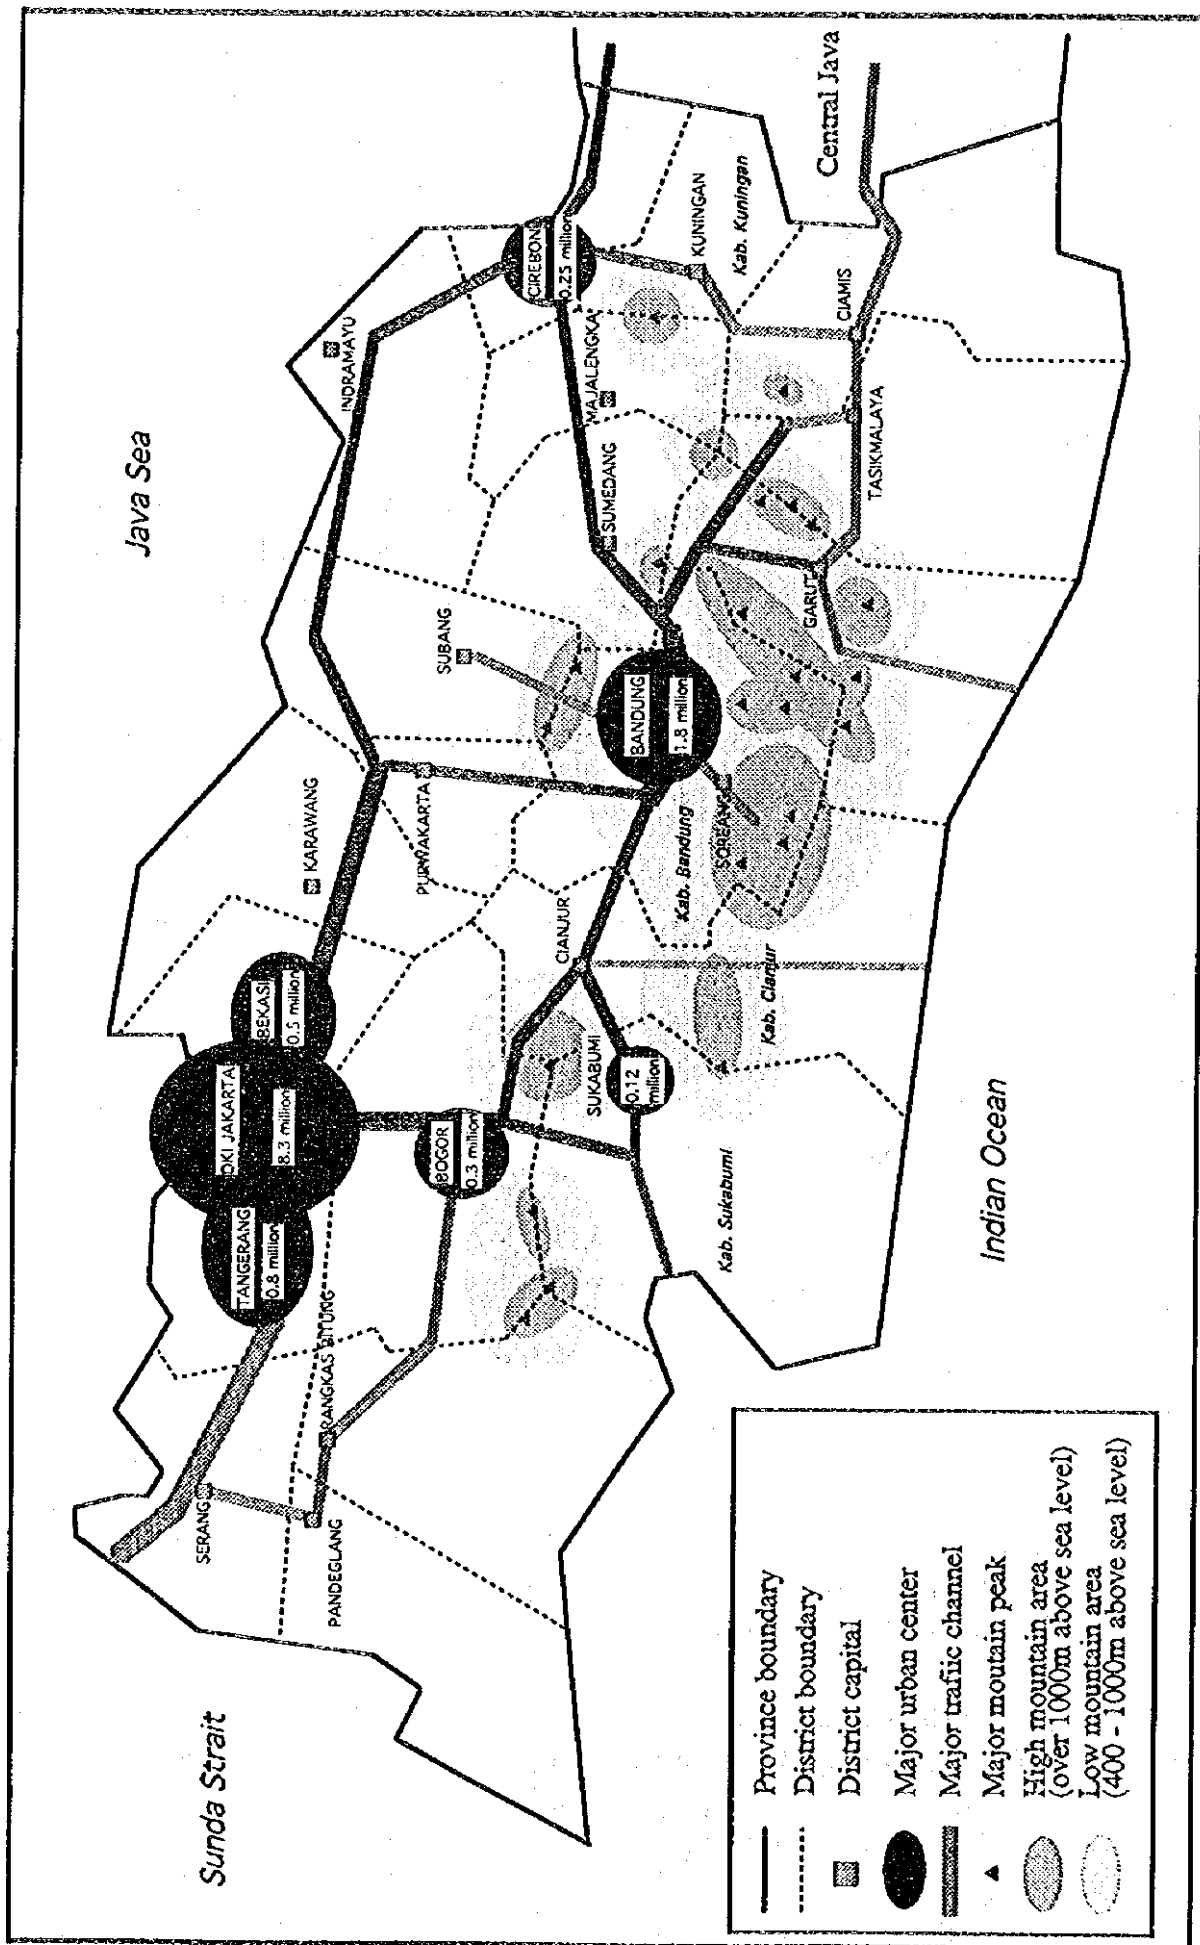 Java Sea
Sunda Strait
Indian Ocean
Central Java
SERANG
PANDEGLANG
RANGKAS BITUNG
TANGERANG
0.8 million
DKI JAKARTA
8.3 million
BEKASI
0.5 million
BOGOR
0.3 million
KARAWANG
PURWAKARTA
SUBANG
INDRAMAYU
CIREBON
0.25 million
KUNINGAN
Kab. Kuningan
MAJALENGKA
SUMEDANG
CIAMIS
TASIKMALAYA
GARUT
BANDUNG
1.8 million
Kab. Bandung
SOREANG
CIANJUR
Kab. Cianjur
SUKABUMI
0.12
million
Kab. Sukabumi
Province boundary
District boundary
District capital
Major urban center
Major traffic channel
Major moutain peak
High mountain area
(over 1000m above sea level)
Low mountain area
(400 - 1000m above sea level)